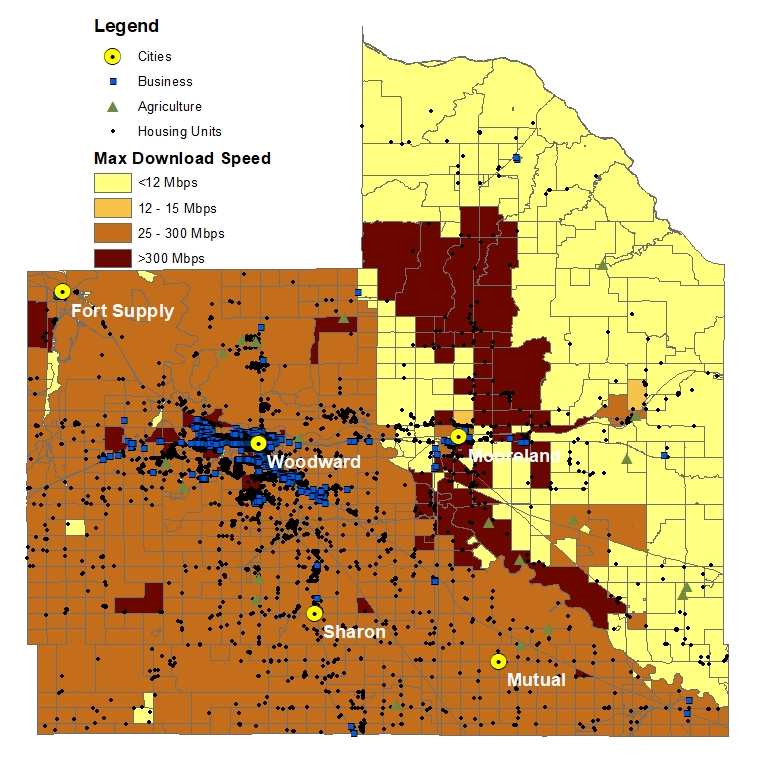 Legend
Cities
Business
Agriculture
Housing Units
Max Download Speed
<12 Mbps
12 - 15 Mbps
25 - 300 Mbps
>300 Mbps
Fort Supply
Woodward
Mooreland
Sharon
Mutual